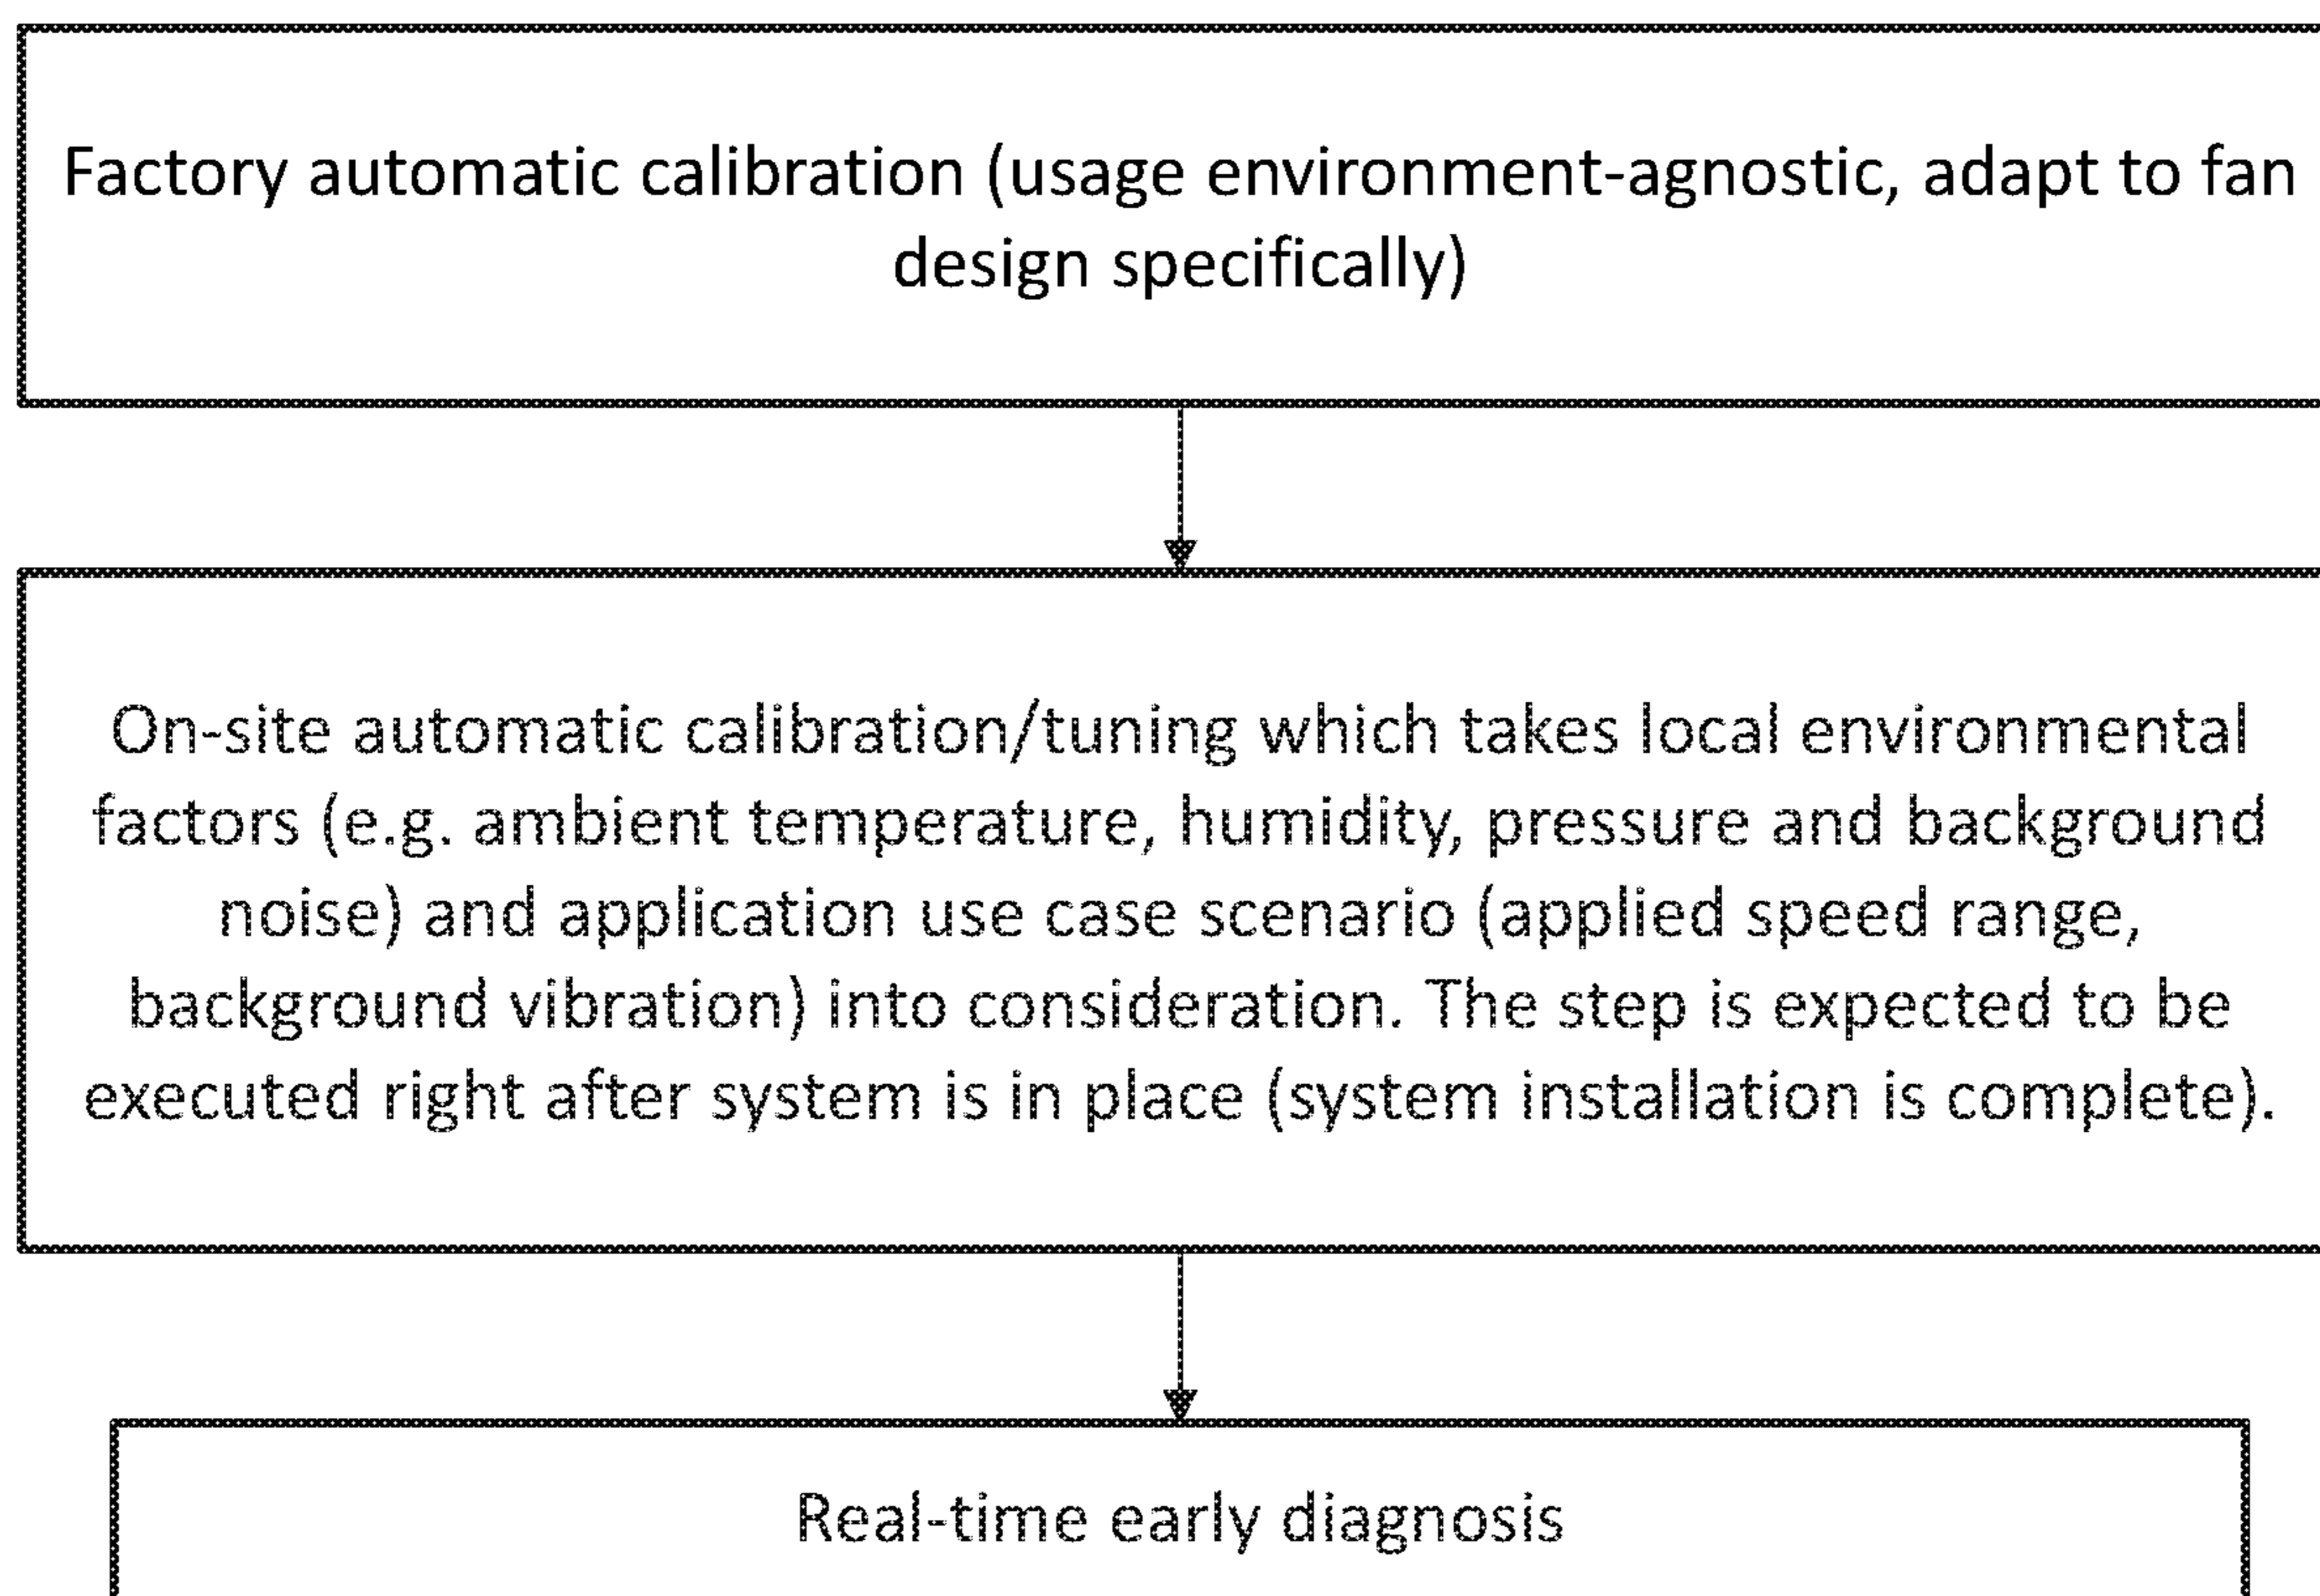 Factory automatic calibration (usage environment-agnostic, adapt to fan
design specifically)
On-site automatic calibration/tuning which takes local environmental
factors (e.g. ambient temperature, humidity, pressure and background
noise) and application use case scenario (applied speed range,
background vibration) into consideration. The step is expected to be
executed right after system is in place (system installation is complete).
Real-time early diagnosis